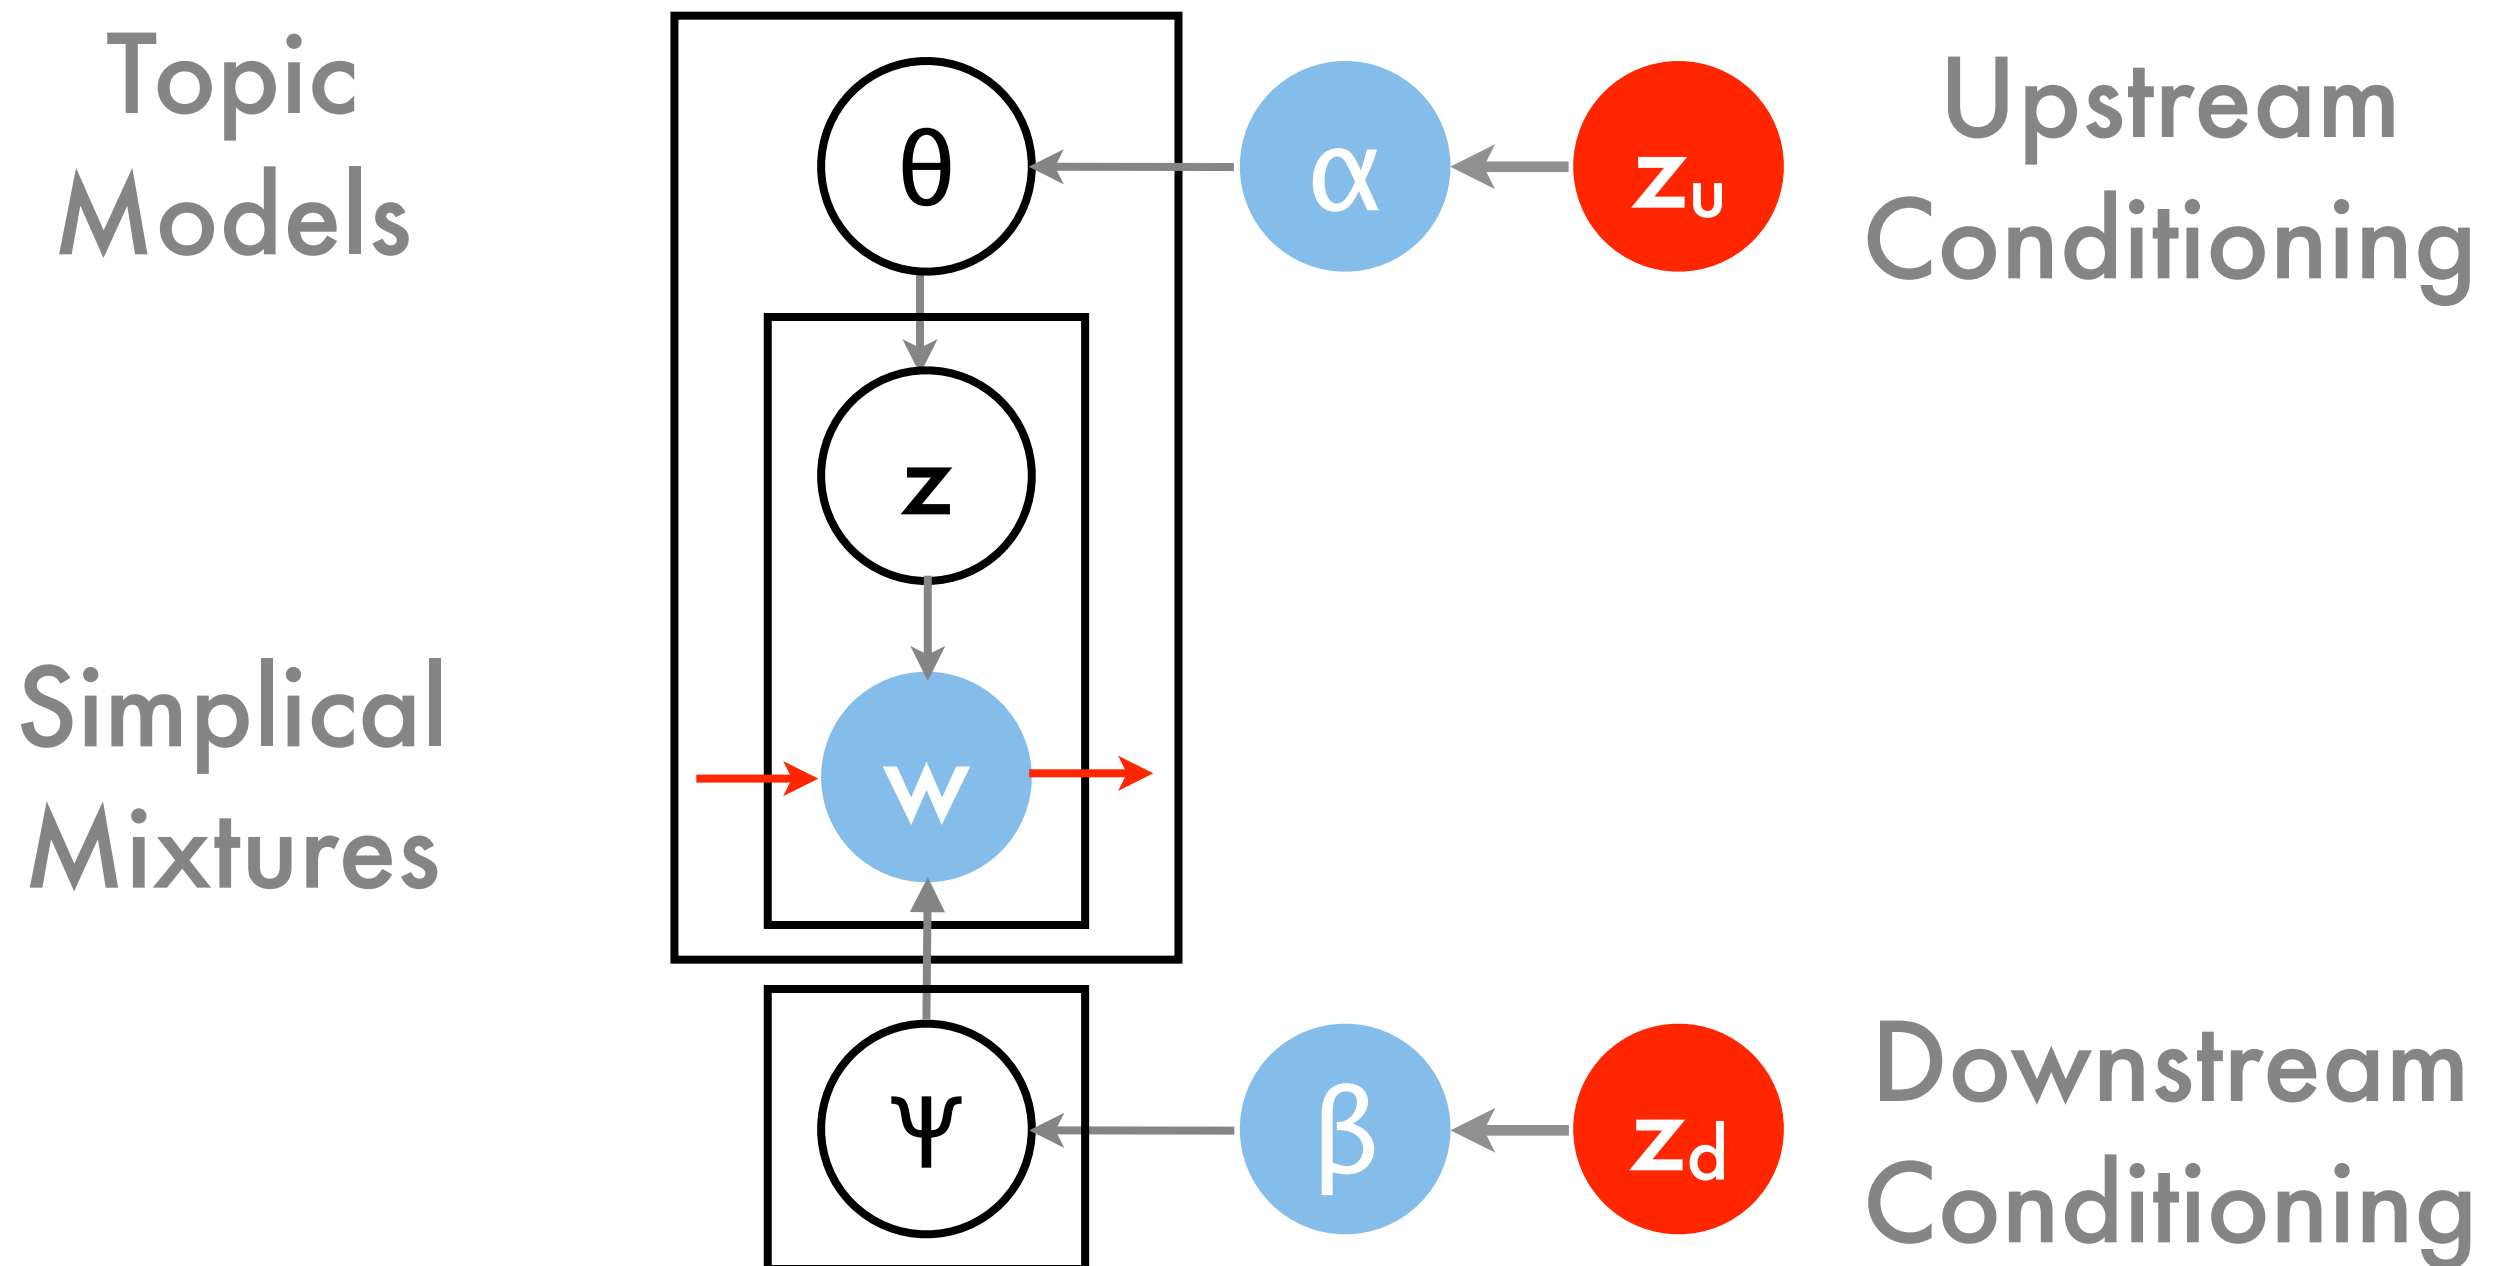 Topic
Models
θ
α
zu
Upstream
Conditioning
z
Simplical
Mixtures
w
ψ
β
zd
Downstream
Conditioning